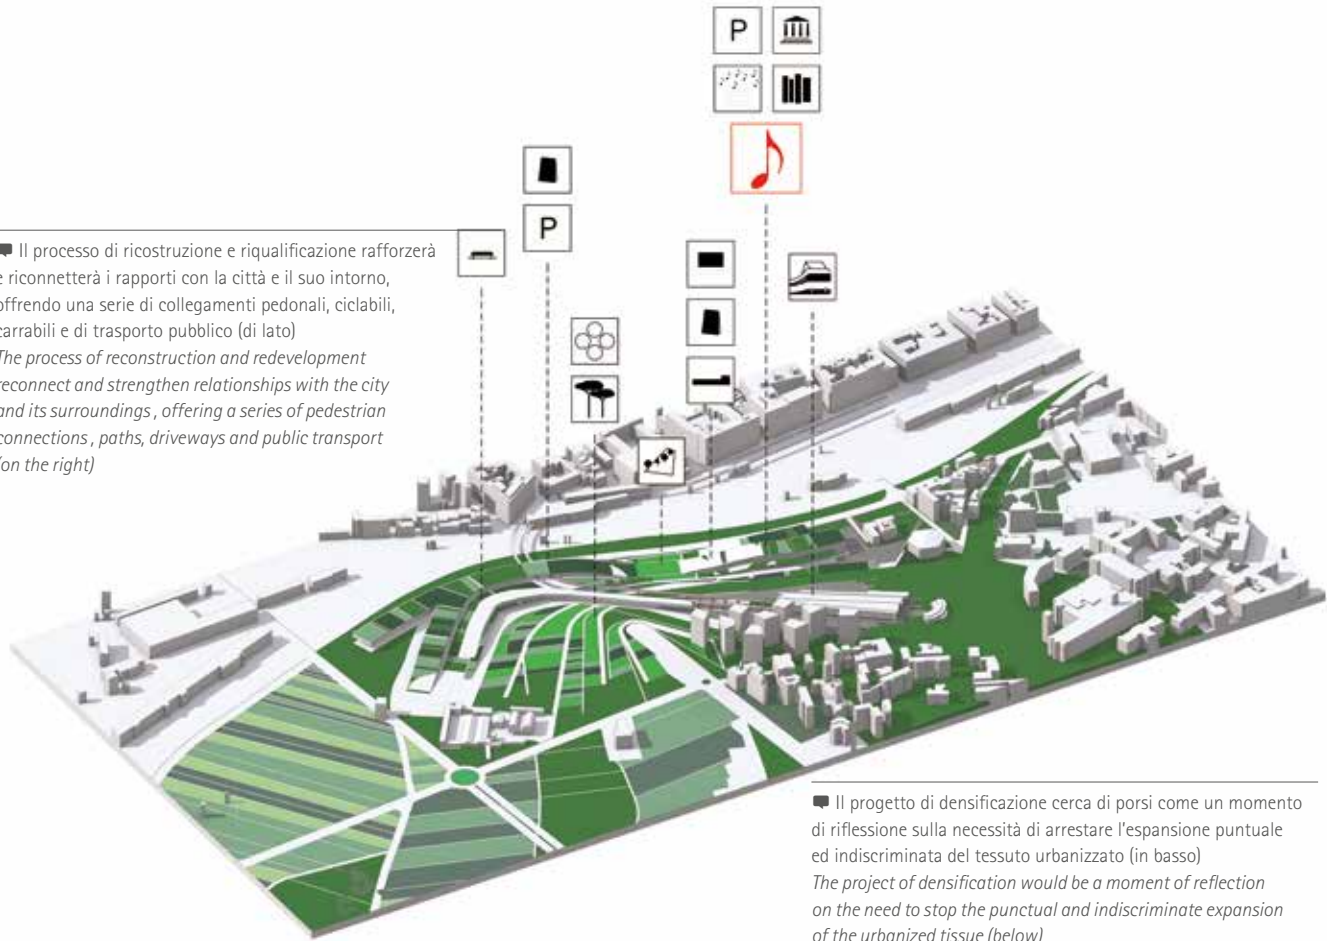 P
P
Il processo di ricostruzione e riqualificazione rafforzerà
e riconnetterà i rapporti con la città e il suo intorno,
offrendo una serie di collegamenti pedonali, ciclabili,
carrabili e di trasporto pubblico (di lato)
The process of reconstruction and redevelopment
reconnect and strengthen relationships with the city
and its surroundings , offering a series of pedestrian
connections , paths, driveways and public transport
(on the right)
Il progetto di densificazione cerca di porsi come un momento
di riflessione sulla necessità di arrestare l'espansione puntuale
ed indiscriminata del tessuto urbanizzato (in basso)
The project of densification would be a moment of reflection
on the need to stop the punctual and indiscriminate expansion
of the urbanized tissue (below)